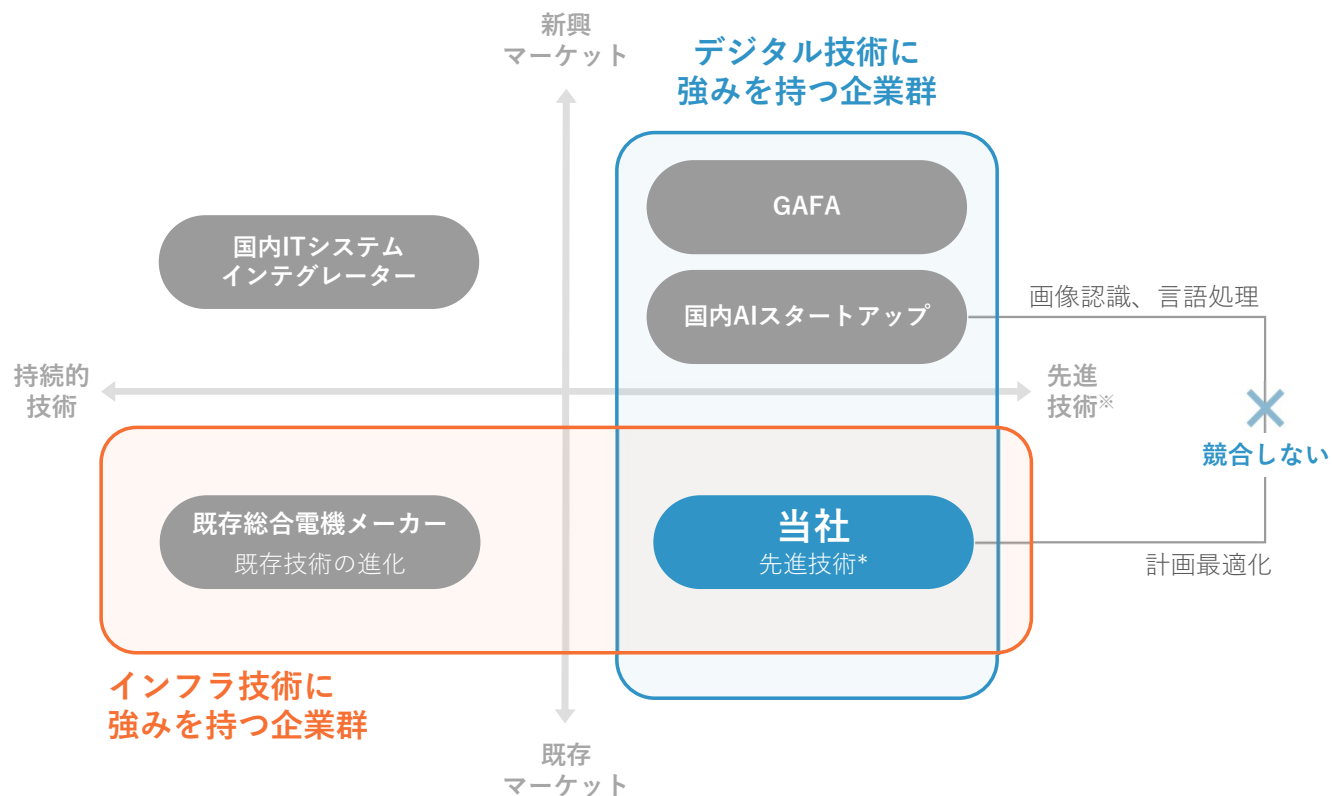 新興
マーケット
デジタル技術に
強みを持つ企業群
GAFA
国内ITシステム
インテグレーター
国内AIスタートアップ
画像認識、言語処理
持続的
技術
先進
技術※
競合しない
既存総合電機メーカー
既存技術の進化
当社
先進技術*
計画最適化
インフラ技術に
強みを持つ企業群
既存
マーケット